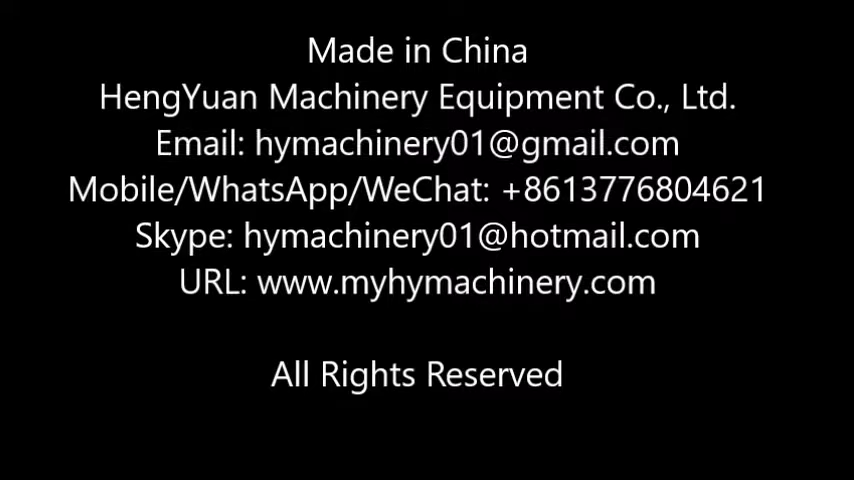 Made in China
HengYuan Machinery Equipment Co., Ltd.
Email: hymachinery01@gmail.com
Mobile/WhatsApp/WeChat: +8613776804621
Skype: hymachinery01@hotmail.com
URL: www.myhymachinery.com
All Rights Reserved